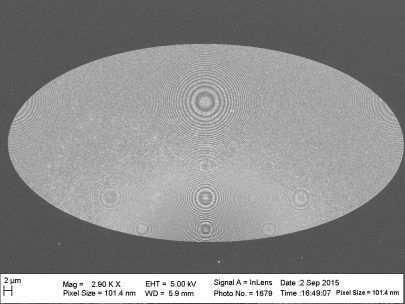 2 µm
Mag = 2.90 K X EHT = 5.00 kV Signal A = InLens Date :2 Sep 2015
Pixel Size = 101.4 nm WD = 5.9 mm Photo No. = 1679 Time :16:49:07 Pixel Size = 101.4 nm